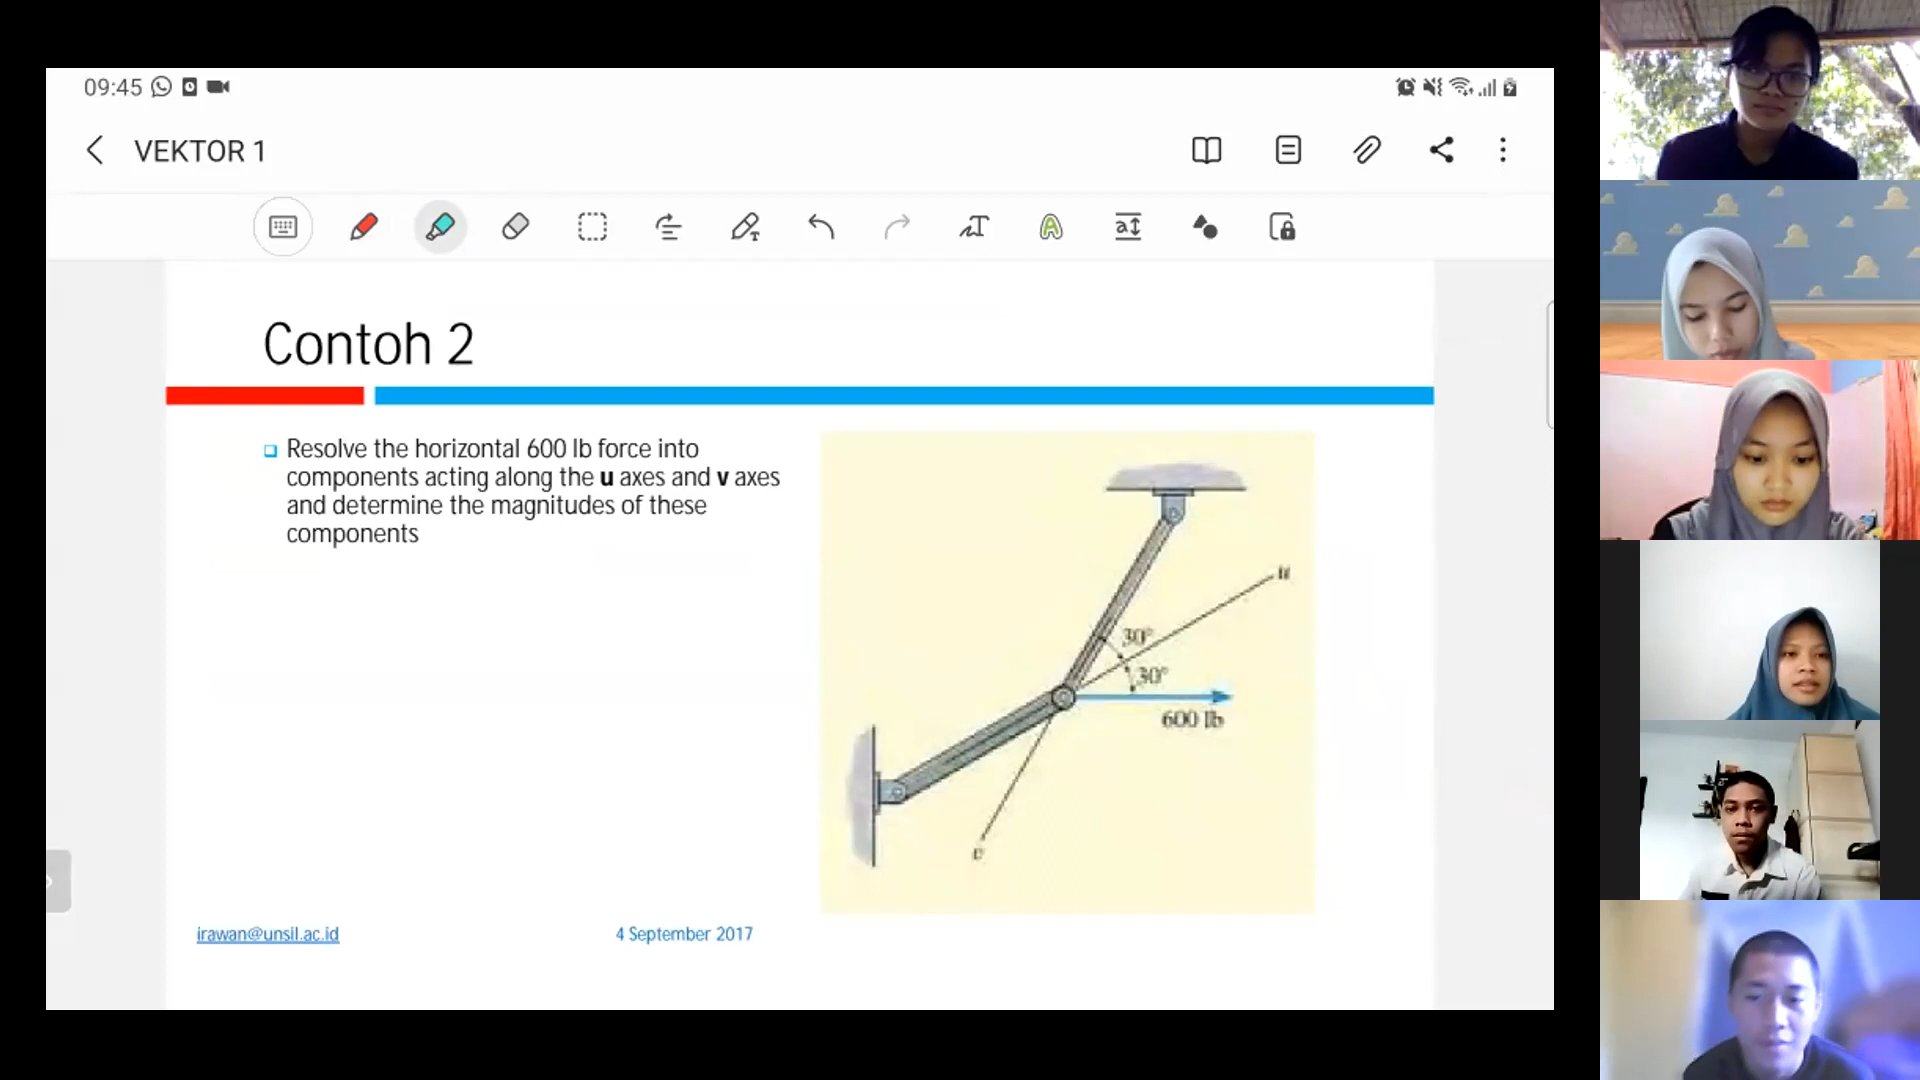 09:45
VEKTOR 1
Contoh 2
Resolve the horizontal 600 lb force into
components acting along the u axes and v axes
and determine the magnitudes of these
components
u
30°
30°
600 lb
v
irawan@unsil.ac.id
4 September 2017